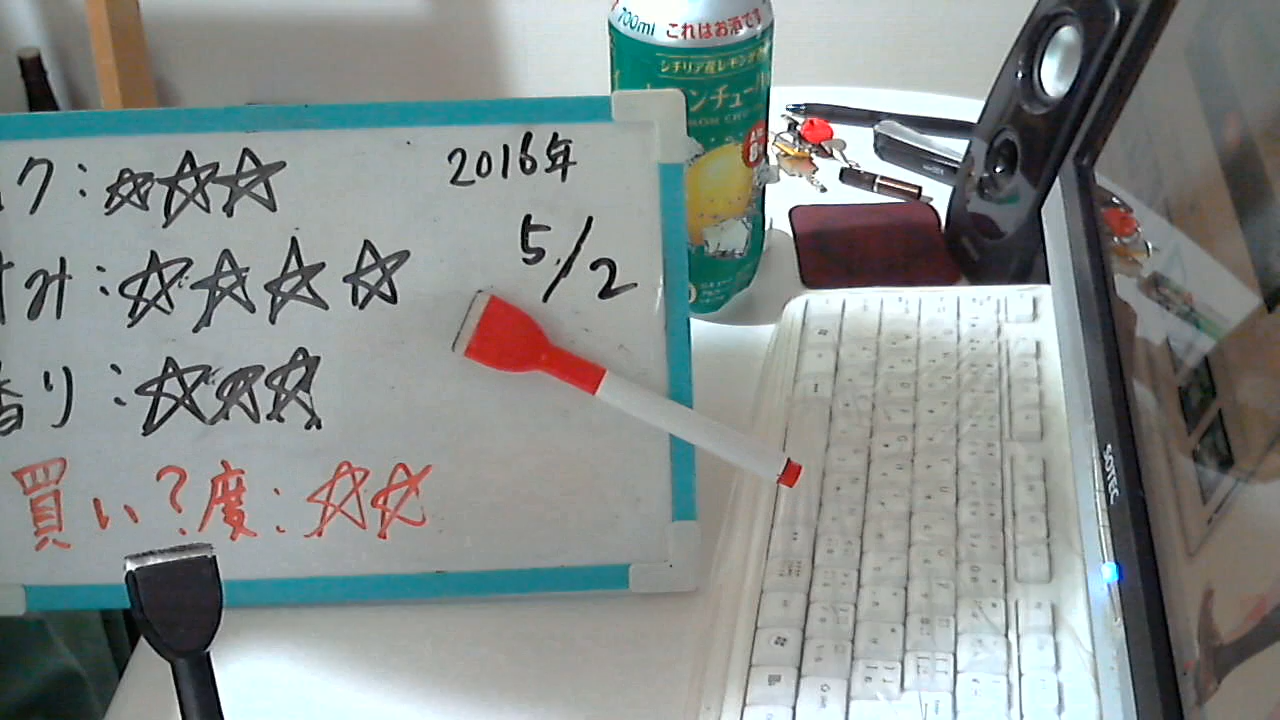 700ml これはお酒です
シチリア産レモン
ク:☆☆☆
2016年
み:☆☆☆☆
5/2
香り:☆☆☆
買い?度:☆☆
SOTEC